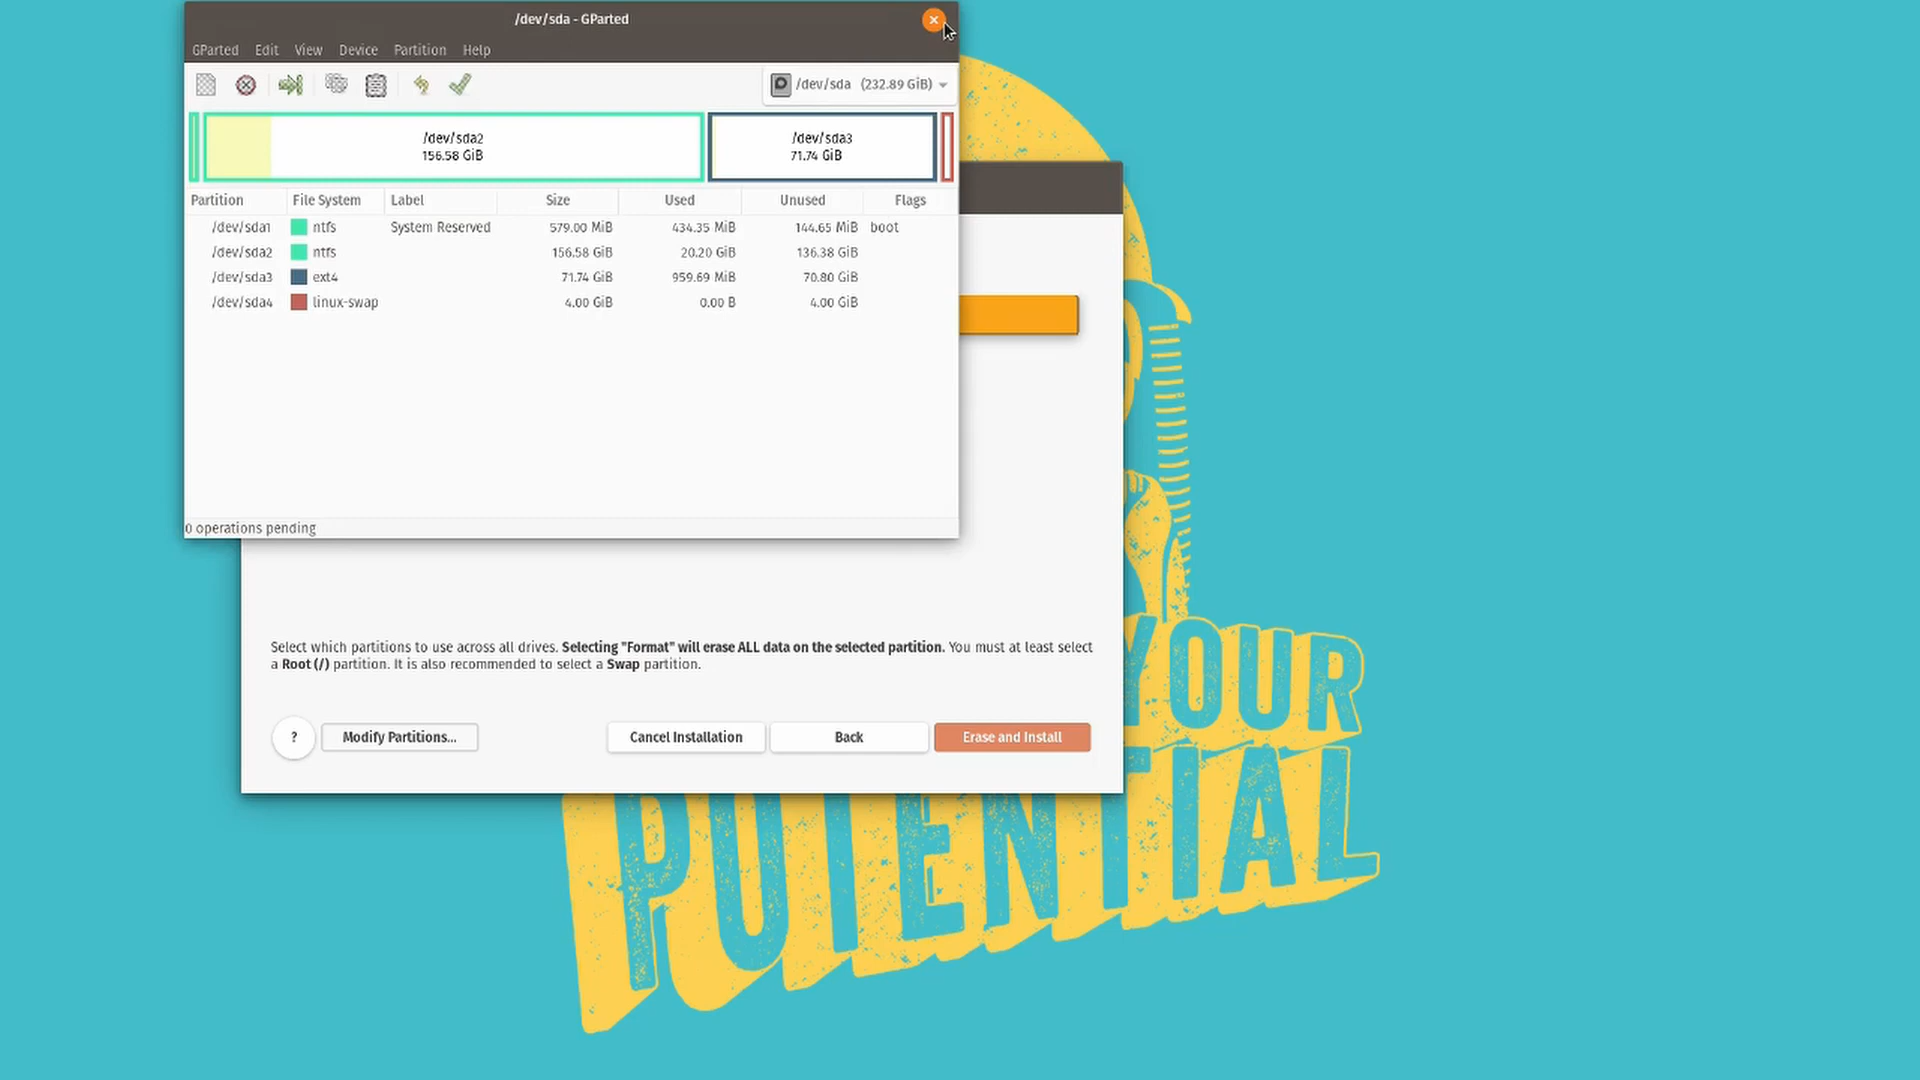 /dev/sda - GParted
GParted Edit View Device Partition Help
/dev/sda (232.89 GiB)
/dev/sda2
156.58 GiB
/dev/sda3
71.74 GiB
Partition File System Label Size Used Unused Flags
/dev/sda1 ntfs System Reserved 579.00 MiB 434.35 MiB 144.65 MiB boot
/dev/sda2 ntfs 156.58 GiB 20.20 GiB 136.38 GiB
/dev/sda3 ext4 71.74 GiB 959.69 MiB 70.80 GiB
/dev/sda4 linux-swap 4.00 GiB 0.00 B 4.00 GiB
0 operations pending
Select which partitions to use across all drives. Selecting "Format" will erase ALL data on the selected partition. You must at least select
a Root (/) partition. It is also recommended to select a Swap partition.
? Modify Partitions... Cancel Installation Back Erase and Install
YOUR
POTENTIAL